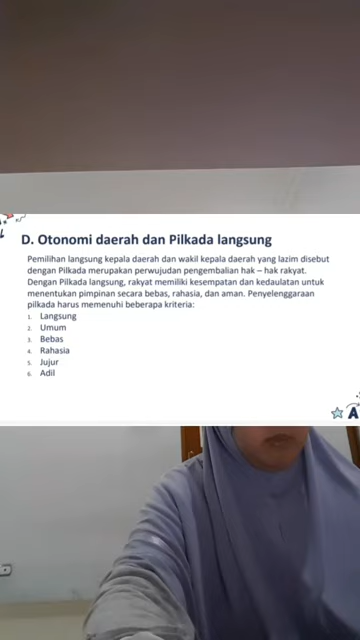 D. Otonomi daerah dan Pilkada langsung
Pemilihan langsung kepala daerah dan wakil kepala daerah yang lazim disebut
dengan Pilkada merupakan perwujudan pengembalian hak – hak rakyat.
Dengan Pilkada langsung, rakyat memiliki kesempatan dan kedaulatan untuk
menentukan pimpinan secara bebas, rahasia, dan aman. Penyelenggaraan
pilkada harus memenuhi beberapa kriteria:
1. Langsung
2. Umum
3. Bebas
4. Rahasia
5. Jujur
6. Adil
A